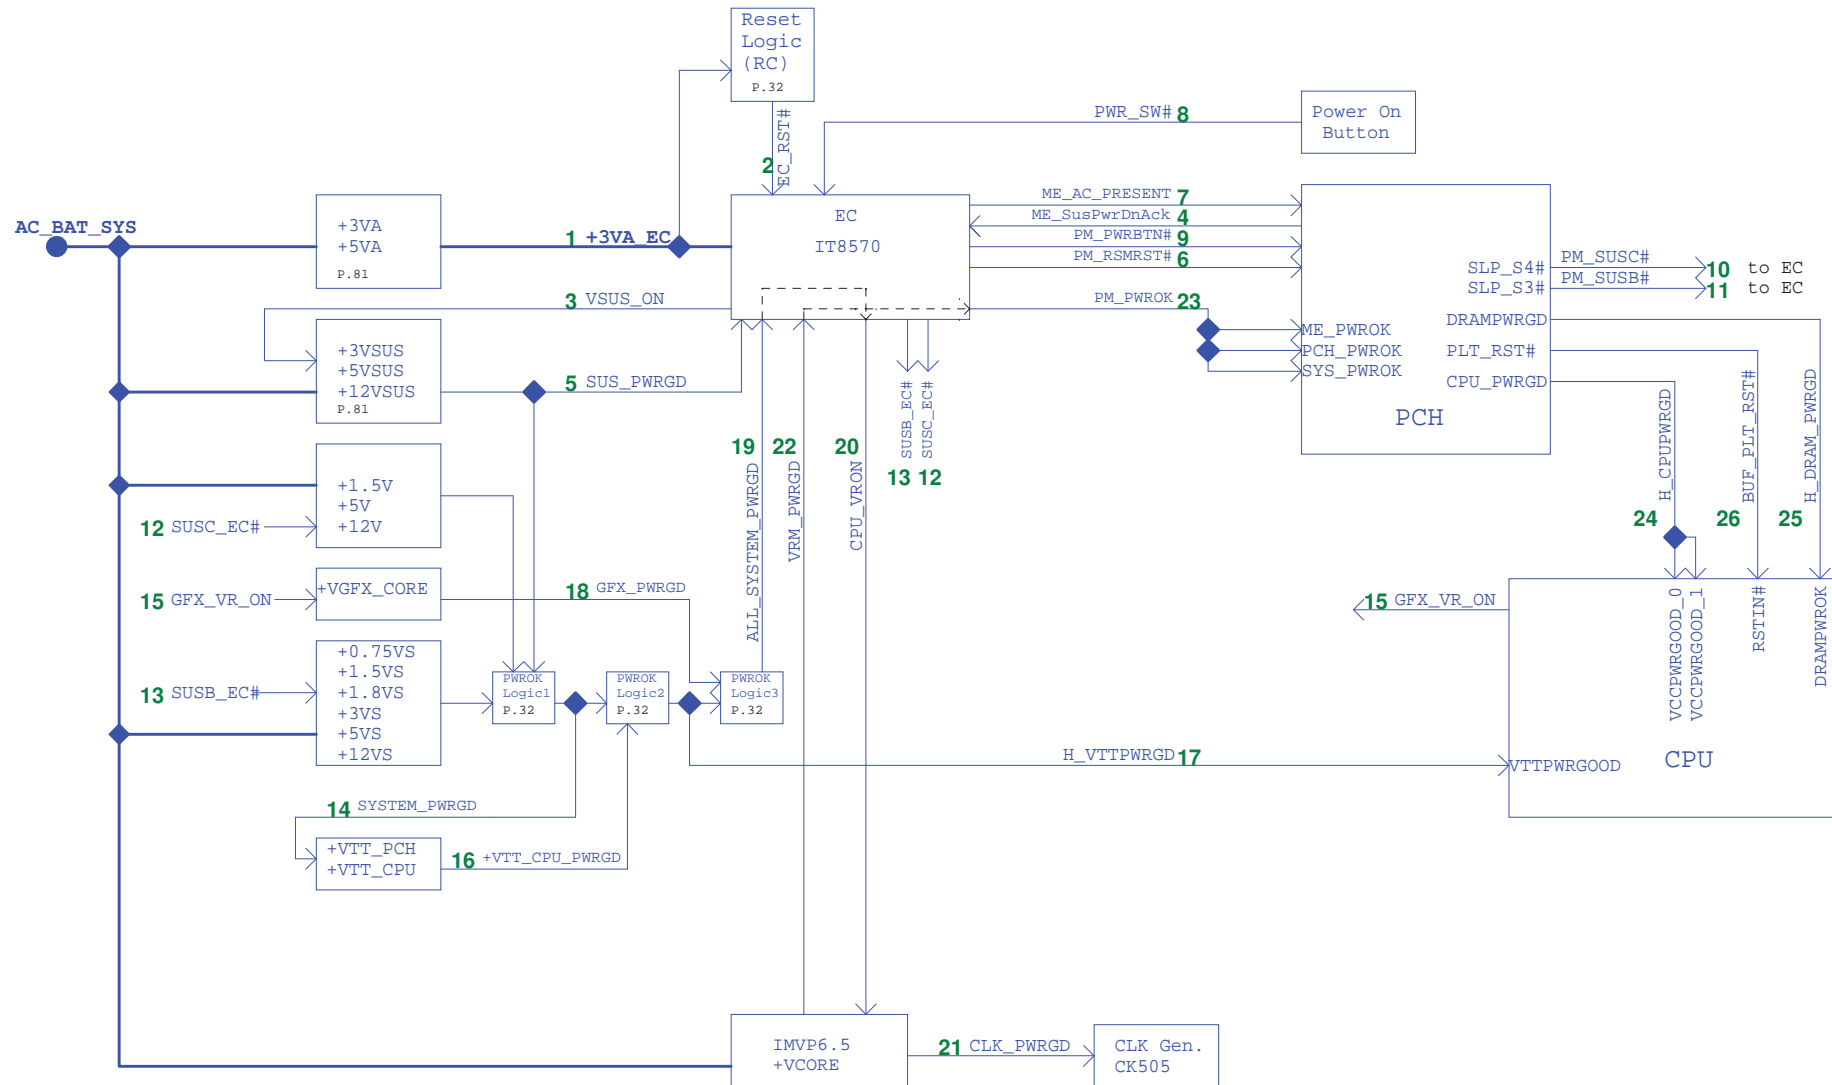 Reset
Logic
(RC)
P.32
EC_RST#
2
PWR_SW# 8
Power On
Button
AC_BAT_SYS
+3VA
+5VA
P.81
1 +3VA_EC
EC
IT8570
ME_AC_PRESENT 7
ME_SusPwrDnAck 4
PM_PWRBTN# 9
PM_RSMRST# 6
PM_PWROK 23
3 VSUS_ON
+3VSUS
+5VSUS
+12VSUS
P.81
5 SUS_PWRGD
SLP_S4#
SLP_S3#
DRAMPWRGD
PLT_RST#
CPU_PWRGD
ME_PWROK
PCH_PWROK
SYS_PWROK
PCH
PM_SUSC#
10 to EC
PM_SUSB#
11 to EC
+1.5V
+5V
+12V
12 SUSC_EC#
19
ALL_SYSTEM_PWRGD
22
VRM_PWRGD
20
CPU_VRON
SUSB_EC#
SUSC_EC#
13 12
H_CPUPWRGD
24
BUF_PLT_RST#
26
H_DRAM_PWRGD
25
+VGFX_CORE
15 GFX_VR_ON
18 GFX_PWRGD
15 GFX_VR_ON
VCCPWRGOOD_0
VCCPWRGOOD_1
RSTIN#
DRAMPWROK
+0.75VS
+1.5VS
+1.8VS
+3VS
+5VS
+12VS
13 SUSB_EC#
PWROK
Logic1
P.32
PWROK
Logic2
P.32
PWROK
Logic3
P.32
H_VTTPWRGD 17
VTTPWRGOOD
CPU
14 SYSTEM_PWRGD
+VTT_PCH
+VTT_CPU
16 +VTT_CPU_PWRGD
IMVP6.5
+VCORE
21 CLK_PWRGD
CLK Gen.
CK505